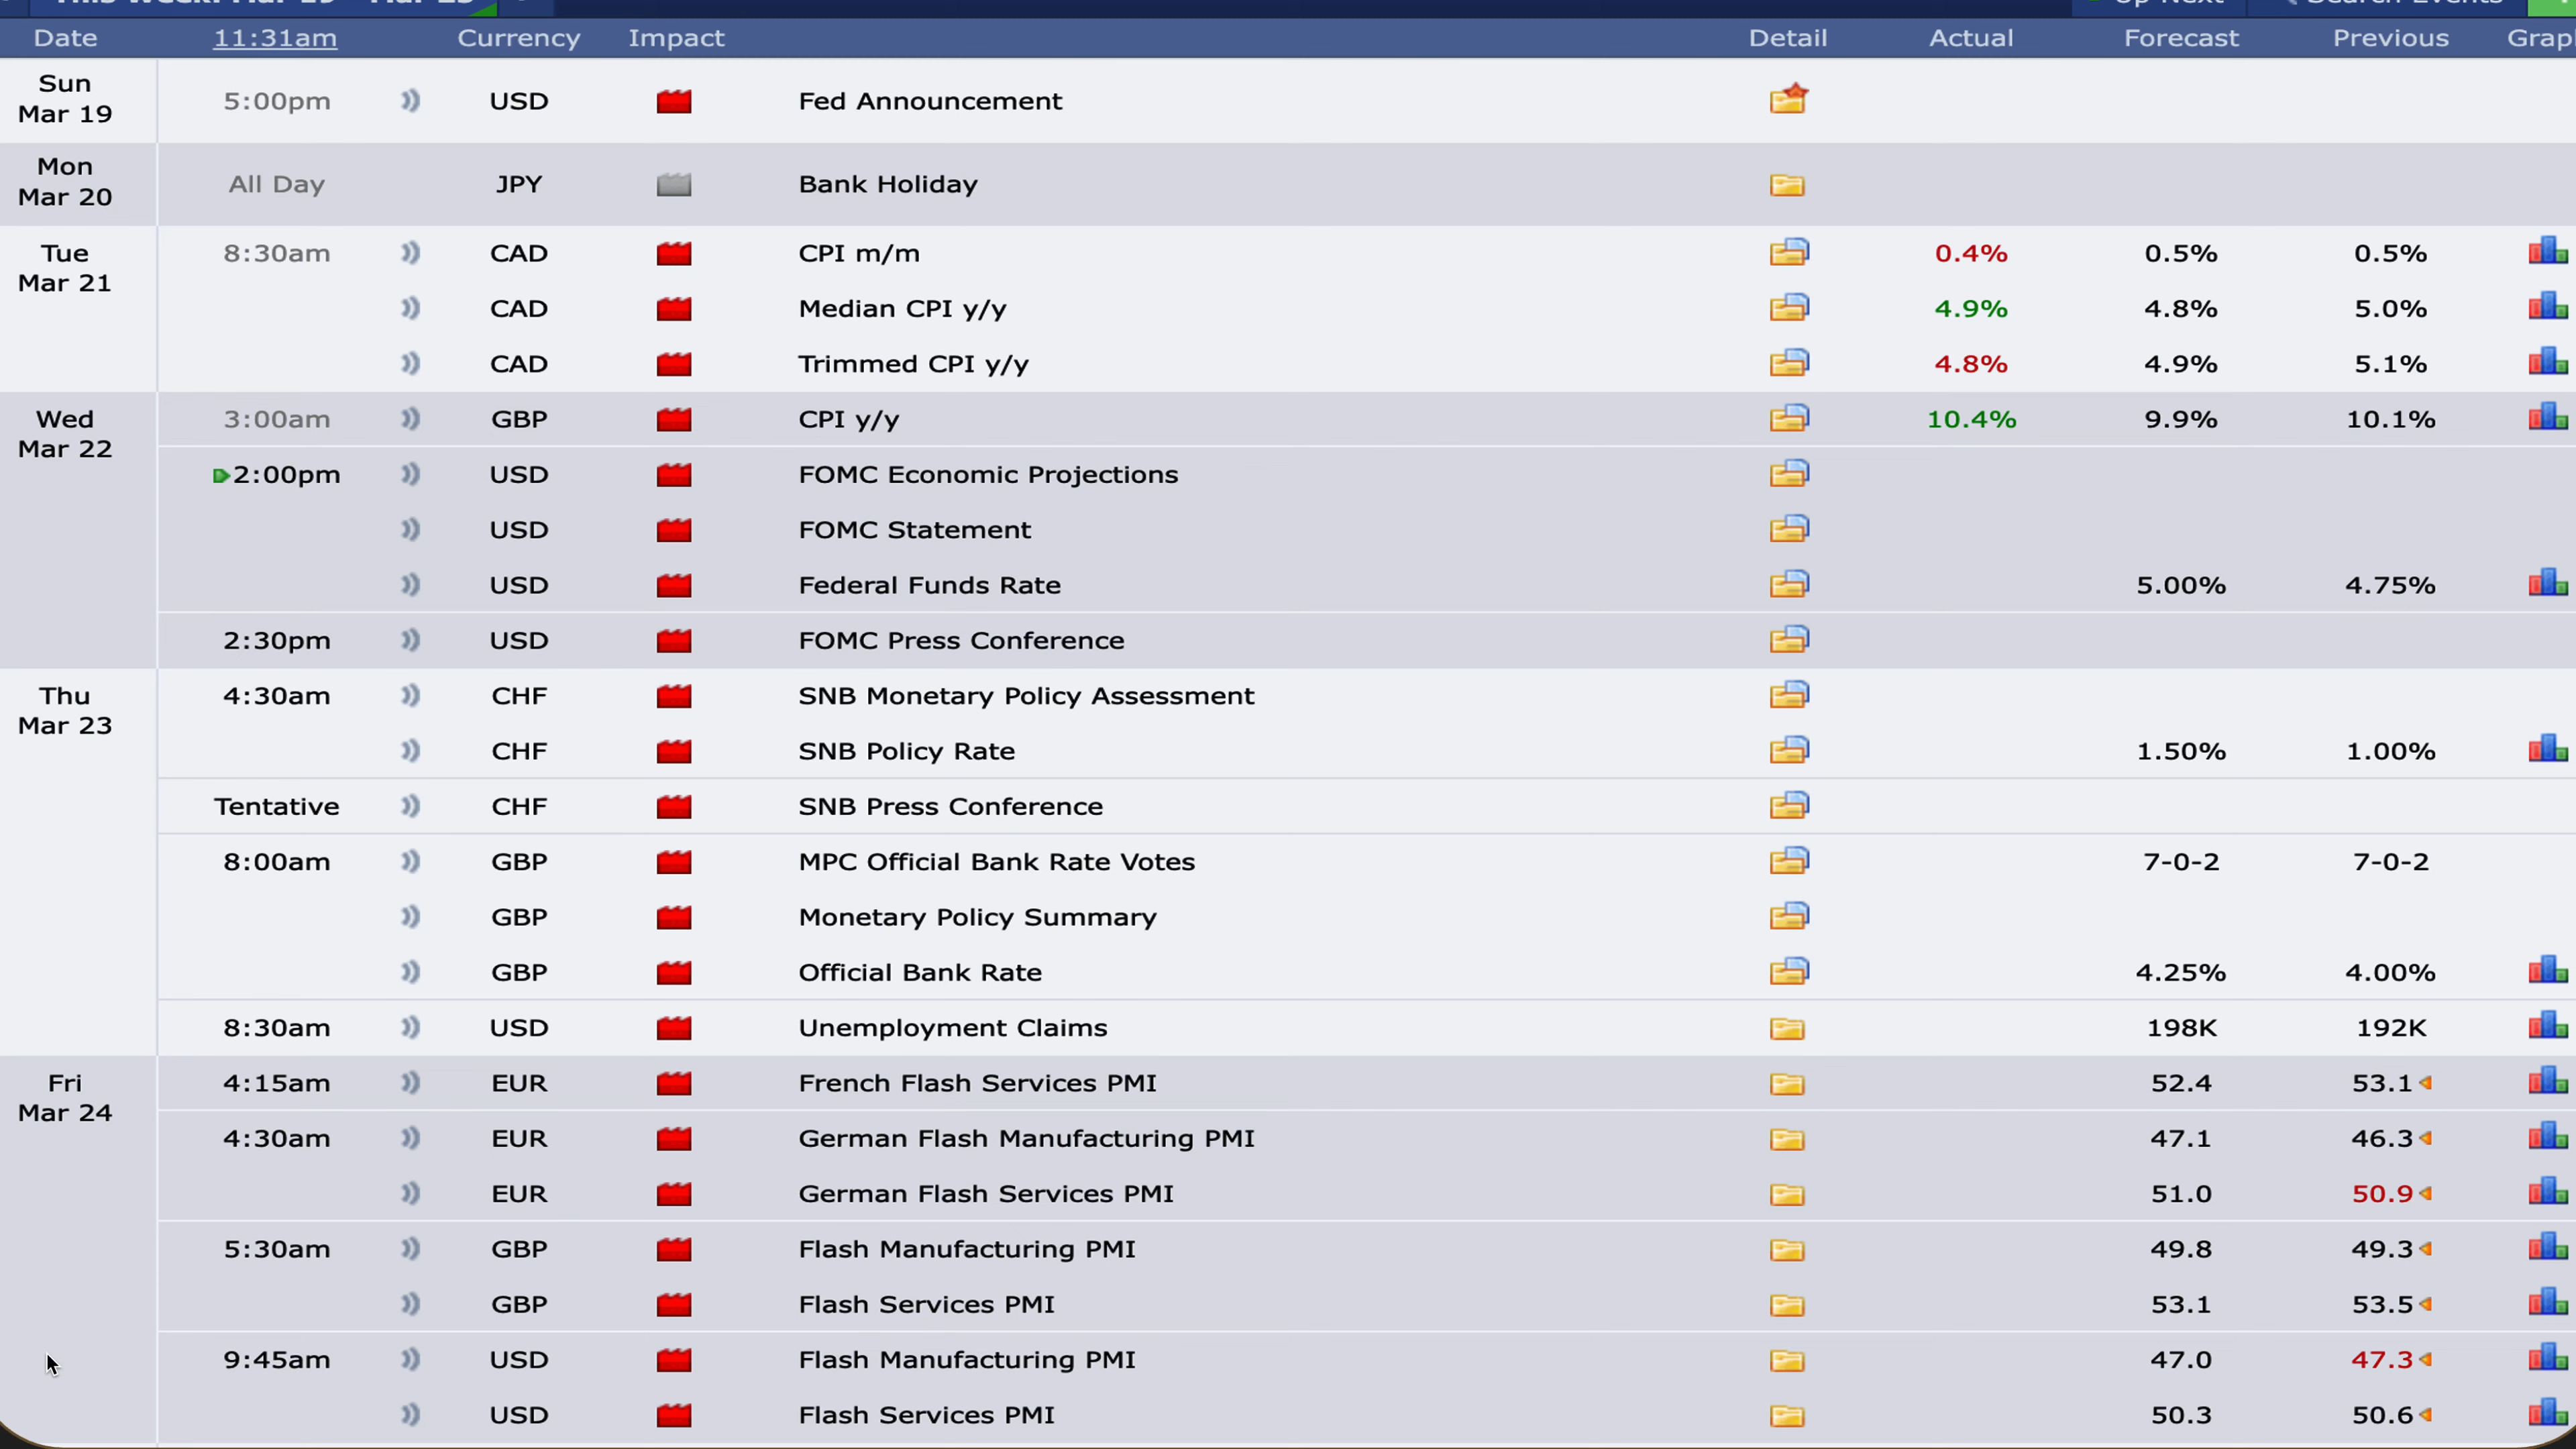 This Week: Mar 19 - Mar 25 Up Next Search Events
Date 11:31am Currency Impact Detail Actual Forecast Previous Grap
Sun
Mar 19
5:00pm USD Fed Announcement
Mon
Mar 20
All Day JPY Bank Holiday
Tue
Mar 21
8:30am CAD CPI m/m 0.4% 0.5% 0.5%
CAD Median CPI y/y 4.9% 4.8% 5.0%
CAD Trimmed CPI y/y 4.8% 4.9% 5.1%
Wed
Mar 22
3:00am GBP CPI y/y 10.4% 9.9% 10.1%
2:00pm USD FOMC Economic Projections
USD FOMC Statement
USD Federal Funds Rate 5.00% 4.75%
2:30pm USD FOMC Press Conference
Thu
Mar 23
4:30am CHF SNB Monetary Policy Assessment
CHF SNB Policy Rate 1.50% 1.00%
Tentative CHF SNB Press Conference
8:00am GBP MPC Official Bank Rate Votes 7-0-2 7-0-2
GBP Monetary Policy Summary
GBP Official Bank Rate 4.25% 4.00%
8:30am USD Unemployment Claims 198K 192K
Fri
Mar 24
4:15am EUR French Flash Services PMI 52.4 53.1
4:30am EUR German Flash Manufacturing PMI 47.1 46.3
EUR German Flash Services PMI 51.0 50.9
5:30am GBP Flash Manufacturing PMI 49.8 49.3
GBP Flash Services PMI 53.1 53.5
9:45am USD Flash Manufacturing PMI 47.0 47.3
USD Flash Services PMI 50.3 50.6